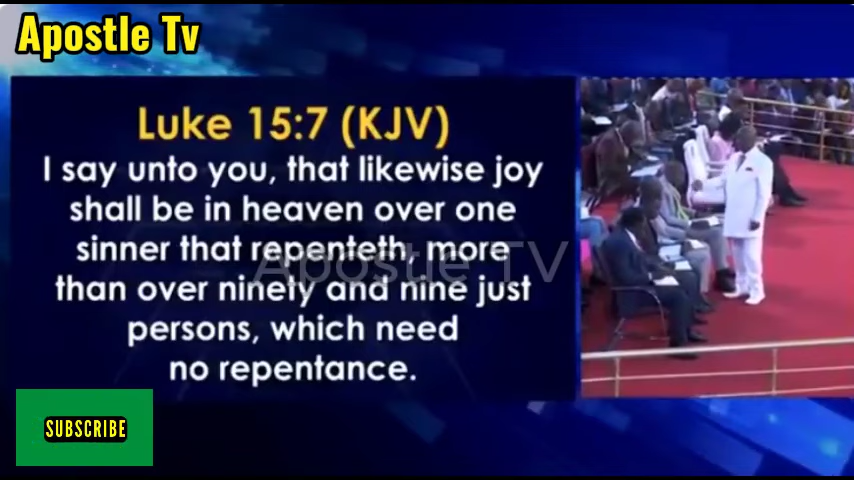 Apostle Tv
Luke 15:7 (KJV)
I say unto you, that likewise joy
shall be in heaven over one
sinner that repenteth, more
than over ninety and nine just
persons, which need
no repentance.
Apostle TV
SUBSCRIBE